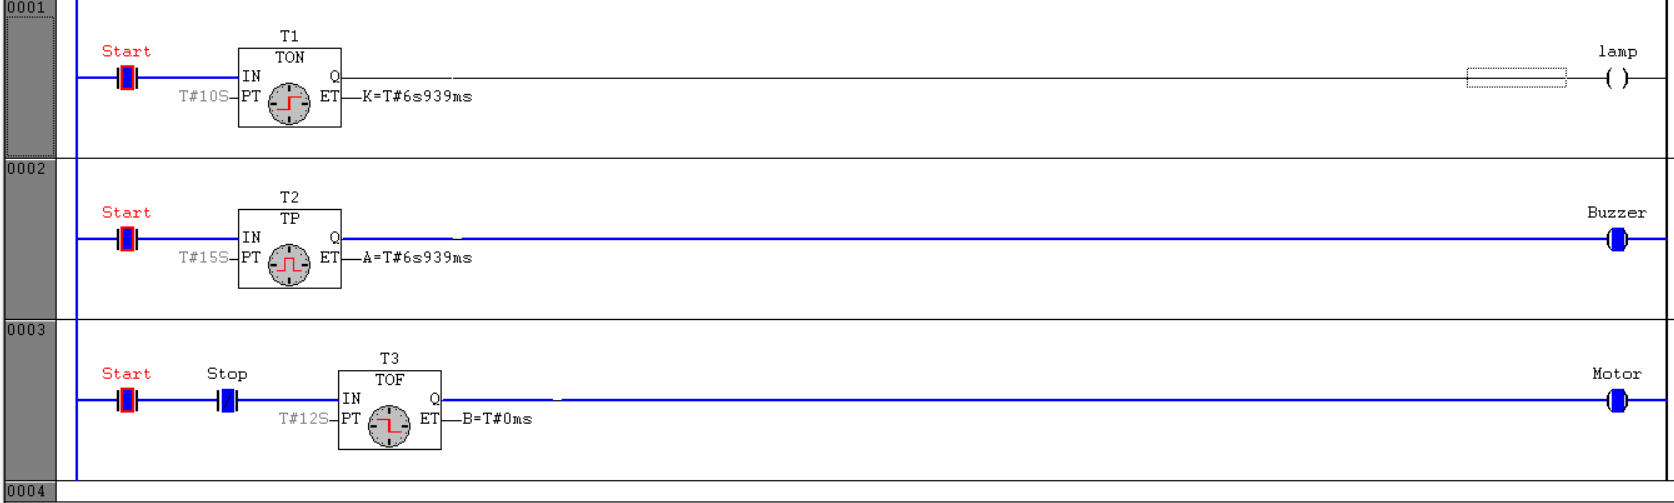 0001
T1
Start
TON
lamp
IN Q
T#10S PT ET K=T#6s939ms
0002
T2
Start
TP
Buzzer
IN Q
T#15S PT ET A=T#6s939ms
0003
T3
Start Stop
TOF
Motor
IN Q
T#12S PT ET B=T#0ms
0004